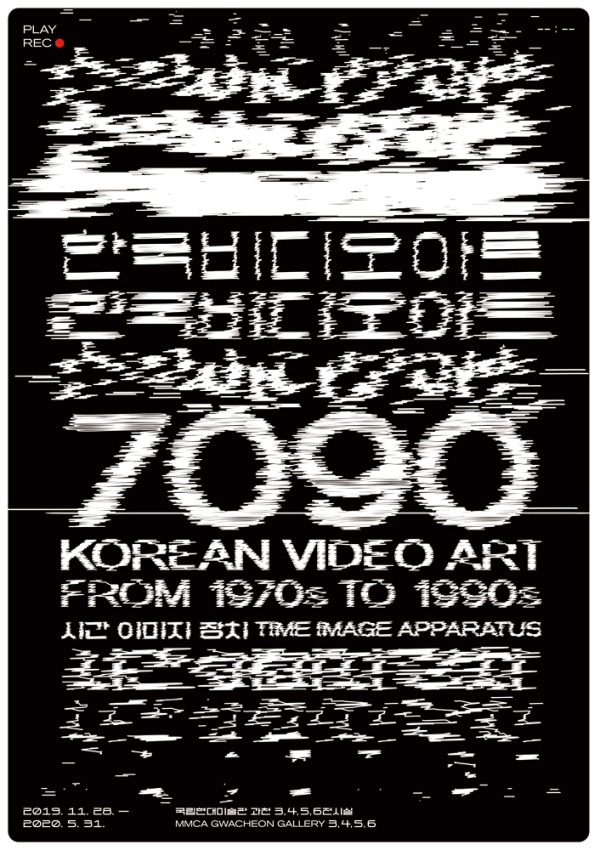 PLAY
REC
한국비디오아트
한국비디오아트
7090
KOREAN VIDEO ART
FROM 1970s TO 1990s
시간 이미지 장치 TIME IMAGE APPARATUS
2019. 11. 28. — 국립현대미술관 과천 3,4,5,6전시실
2020. 5. 31. MMCA GWACHEON GALLERY 3,4,5,6